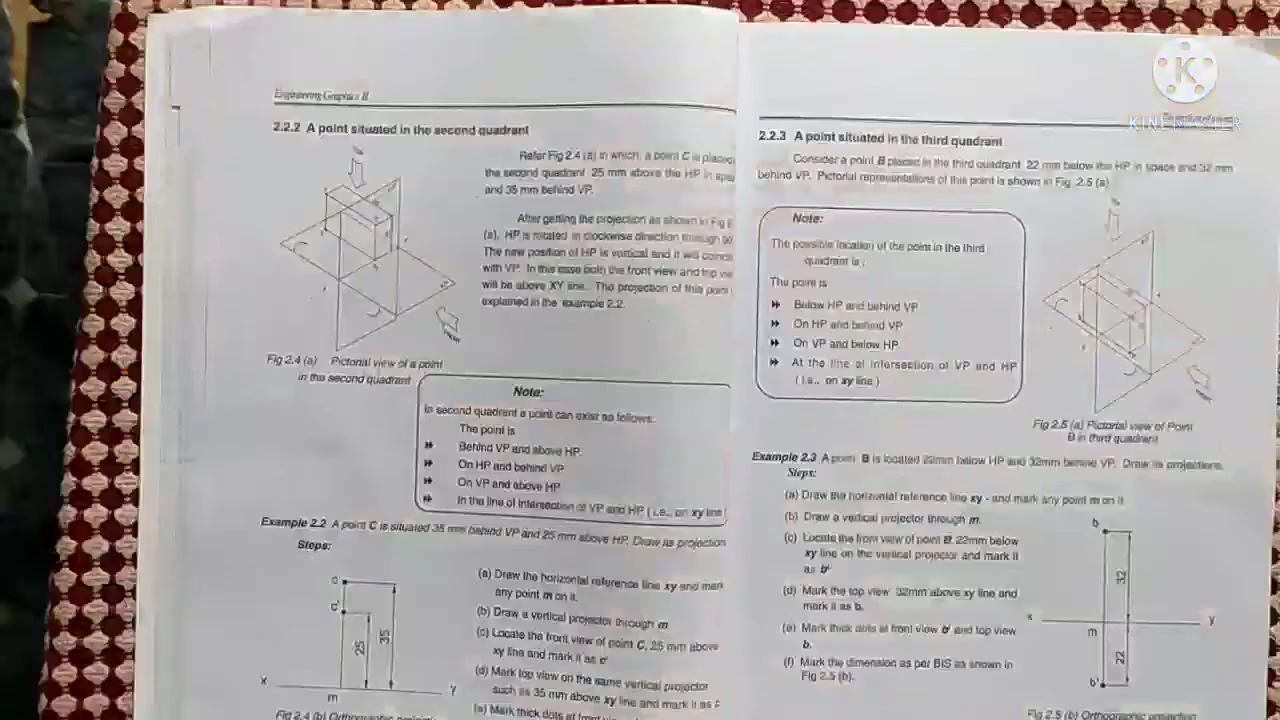 Engineering Graphics II
2.2.2 A point situated in the second quadrant
Refer Fig 2.4 (a) in which, a point C is placed
the second quadrant 25 mm above the HP in
and 35 mm behind VP.
After getting the projection as shown in Fig
(a), HP is rotated in clockwise direction through
The new position of HP is vertical and it will
with VP. In this case both the front view and top
will be above XY line. The projection of this point
explained in the example 2.2.
Fig 2.4 (a) Pictorial view of a point
in the second quadrant
Note:
In second quadrant a point can exist as follows.
The point is
Behind VP and above HP.
On HP and behind VP
On VP and above HP
In the line of intersection of VP and HP ( i.e., on xy line
Example 2.2 A point C is situated 35 mm behind VP and 25 mm above HP. Draw its projection
Steps:
(a) Draw the horizontal reference line xy and mark
any point m on it.
(b) Draw a vertical projector through m
(c) Locate the front view of point C, 25 mm above
xy line and mark it as c'
(d) Mark top view on the same vertical projector
such as 35 mm above xy line and mark it as
(e) Mark thick dots at front
c'
25
35
x
m
y
Fig 2.4 (b) Orthographic
2.2.3 A point situated in the third quadrant
Consider a point B placed in the third quadrant 22 mm below the HP in space and 32 mm
behind VP. Pictorial representations of this point is shown in Fig. 2.5 (a)
Note:
The possible location of the point in the third
quadrant is ,
The point is
Below HP and behind VP
On HP and behind VP
On VP and below HP
At the line of intersection of VP and HP
( i.e., on xy line )
Fig 2.5 (a) Pictorial view of Point
B in third quadrant
Example 2.3 A point B is located 22mm below HP and 32mm behind VP. Draw its projections.
Steps:
(a) Draw the horizontal reference line xy - and mark any point m on it
(b) Draw a vertical projector through m.
(c) Locate the front view of point B, 22mm below
xy line on the vertical projector and mark it
as b'
(d) Mark the top view 32mm above xy line and
mark it as b.
(e) Mark thick dots at front view b' and top view
b.
(f) Mark the dimension as per BIS as shown in
Fig 2.5 (b).
b
32
x
m
y
22
b'
Fig 2.5 (b) Orthographic projection
K
KINEMASTER